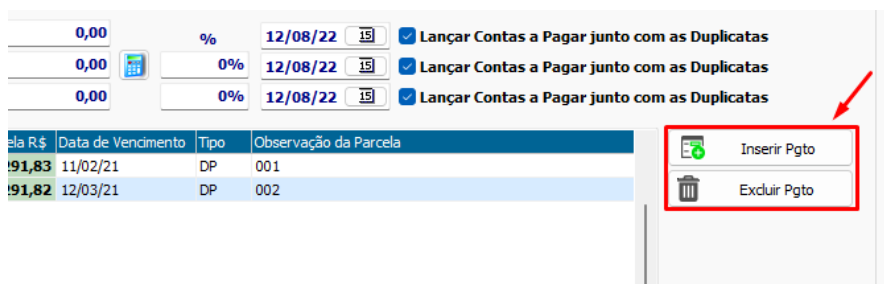 0,00 % 12/08/22 15 Lançar Contas a Pagar junto com as Duplicatas
0,00 0% 12/08/22 15 Lançar Contas a Pagar junto com as Duplicatas
0,00 0% 12/08/22 15 Lançar Contas a Pagar junto com as Duplicatas
ela R$ Data de Vencimento Tipo Observação da Parcela
291,83 11/02/21 DP 001
291,82 12/03/21 DP 002
Inserir Pgto
Excluir Pgto